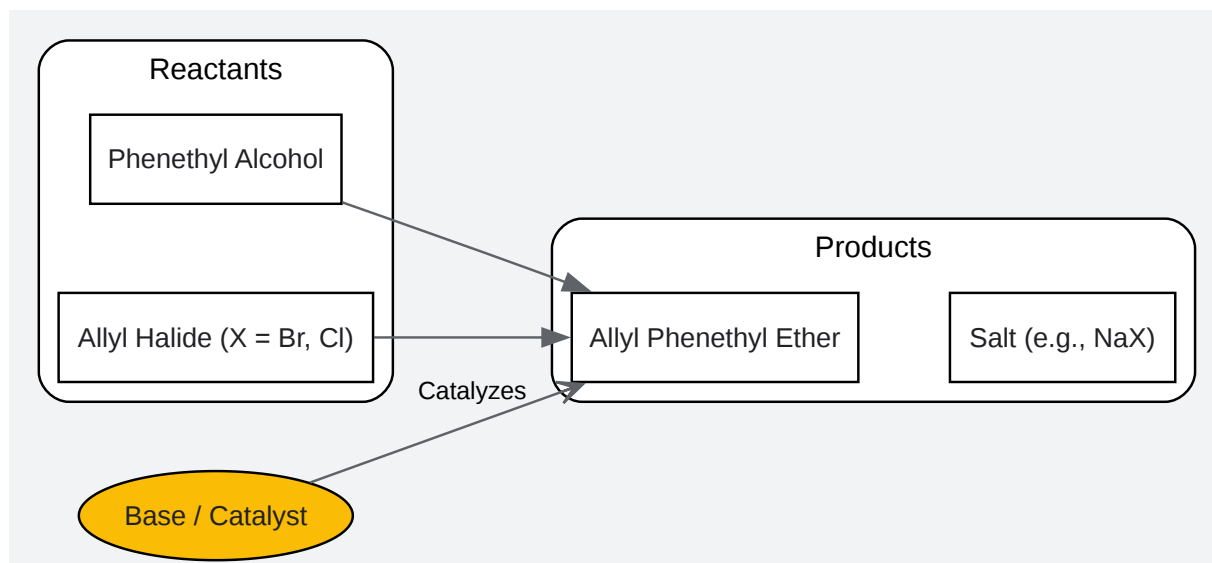 Reactants
Phenethyl Alcohol
Allyl Halide (X = Br, Cl)
Products
Allyl Phenethyl Ether
Salt (e.g., NaX)
Catalyzes
Base / Catalyst